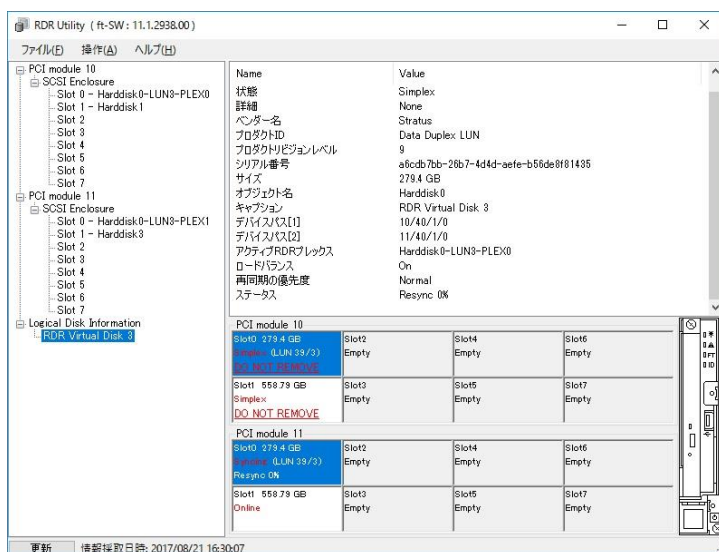 RDR Utility ( ft-SW : 11.1.2938.00 )
ファイル(F) 操作(A) ヘルプ(H)
PCI module 10
SCSI Enclosure
Slot 0 - Harddisk0-LUN3-PLEX0
Slot 1 - Harddisk1
Slot 2
Slot 3
Slot 4
Slot 5
Slot 6
Slot 7
PCI module 11
SCSI Enclosure
Slot 0 - Harddisk0-LUN3-PLEX1
Slot 1 - Harddisk3
Slot 2
Slot 3
Slot 4
Slot 5
Slot 6
Slot 7
Logical Disk Information
RDR Virtual Disk 3
Name Value
状態 Simplex
詳細 None
ベンダー名 Stratus
プロダクトID Data Duplex LUN
プロダクトリビジョンレベル 9
シリアル番号 a6cdb7bb-26b7-4d4d-aefe-b56de8f81435
サイズ 279.4 GB
オブジェクト名 Harddisk0
キャプション RDR Virtual Disk 3
デバイスパス[1] 10/40/1/0
デバイスパス[2] 11/40/1/0
アクティブRDRプレックス Harddisk0-LUN3-PLEX0
ロードバランス On
再同期の優先度 Normal
ステータス Resync 0%
PCI module 10
Slot0 279.4 GB Slot2 Slot4 Slot6
Simplex (LUN 39/3) Empty Empty Empty
DO NOT REMOVE
Slot1 558.79 GB Slot3 Slot5 Slot7
Simplex Empty Empty Empty
DO NOT REMOVE
PCI module 11
Slot0 279.4 GB Slot2 Slot4 Slot6
Syncing (LUN 39/3) Empty Empty Empty
Resync 0%
Slot1 558.79 GB Slot3 Slot5 Slot7
Online Empty Empty Empty
更新 情報採取日時: 2017/08/21 16:30:07